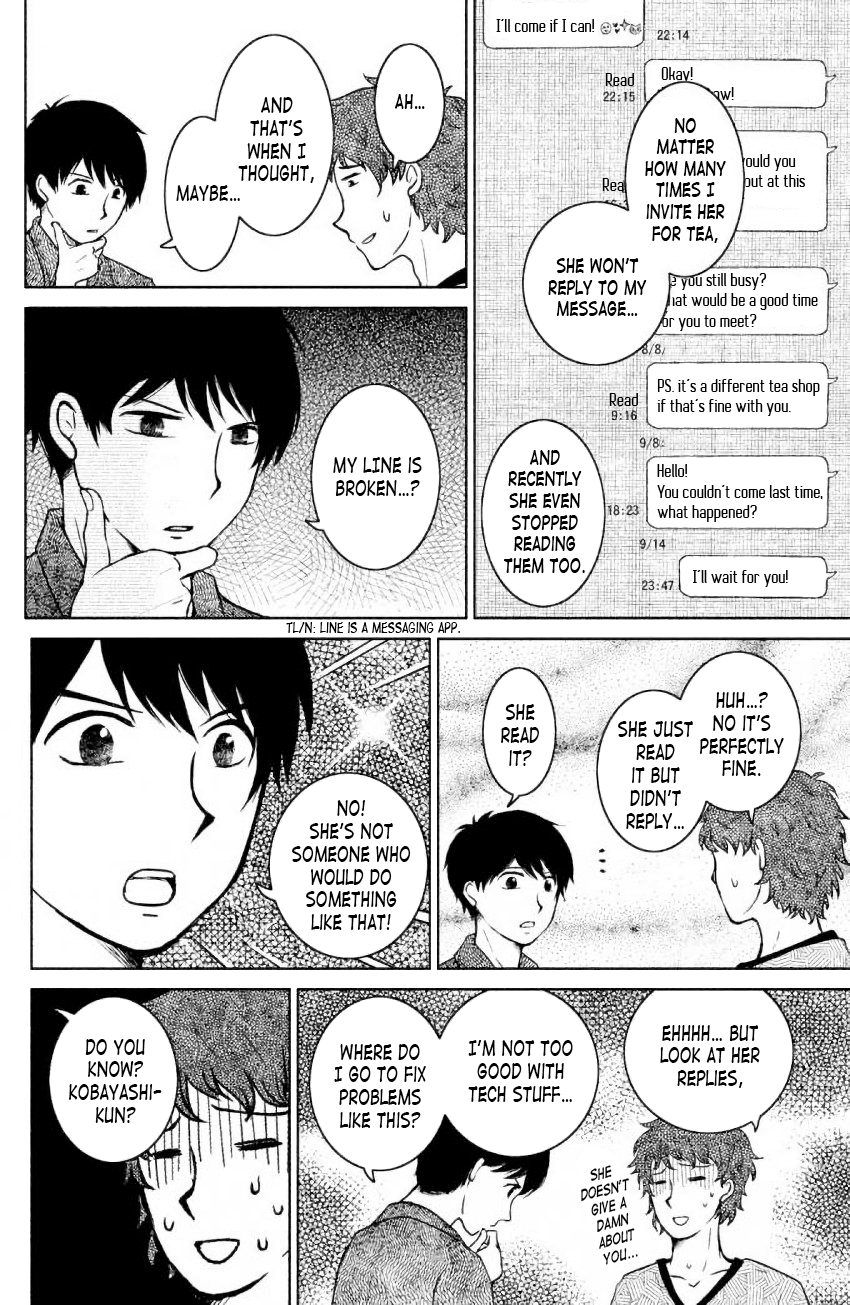 I'll come if I can!
22:14
Okay!
Read
22:15
ow!
NO
MATTER
HOW MANY
TIMES I
INVITE HER
FOR TEA,
ould you
out at this
SHE WON'T
REPLY TO MY
MESSAGE...
you still busy?
hat would be a good time
or you to meet?
8/8/
PS. it's a different tea shop
if that's fine with you.
Read
9:16
9/8:
Hello!
You couldn't come last time,
what happened?
18:23
9/14
I'll wait for you!
23:47
AND
RECENTLY
SHE EVEN
STOPPED
READING
THEM TOO.
AH...
AND
THAT'S
WHEN I
THOUGHT,
MAYBE...
MY LINE IS
BROKEN...?
TL/N: LINE IS A MESSAGING APP.
HUH...?
NO IT'S
PERFECTLY
FINE.
SHE JUST
READ
IT BUT
DIDN'T
REPLY...
SHE
READ
IT?
NO!
SHE'S NOT
SOMEONE WHO
WOULD DO
SOMETHING
LIKE THAT!
EHHHH... BUT
LOOK AT HER
REPLIES,
SHE
DOESN'T
GIVE A
DAMN
ABOUT
YOU...
I'M NOT TOO
GOOD WITH
TECH STUFF...
WHERE DO
I GO TO FIX
PROBLEMS
LIKE THIS?
DO YOU
KNOW?
KOBAYASHI-
KUN?